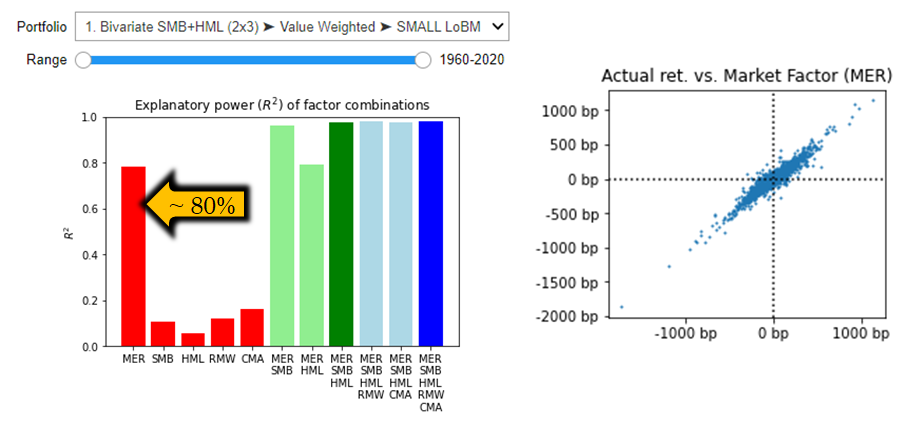 Portfolio 1. Bivariate SMB+HML (2x3) ➤ Value Weighted ➤ SMALL LoBM
Range 1960-2020
Explanatory power (R²) of factor combinations
1.0
0.8
0.6
0.4
0.2
0.0
R²
~ 80%
MER SMB HML RMW CMA MER MER MER MER MER MER
SMB HML SMB SMB SMB SMB
HML HML HML HML
RMW CMA RMW
CMA
Actual ret. vs. Market Factor (MER)
1000 bp
500 bp
0 bp
-500 bp
-1000 bp
-1500 bp
-2000 bp
-1000 bp 0 bp 1000 bp